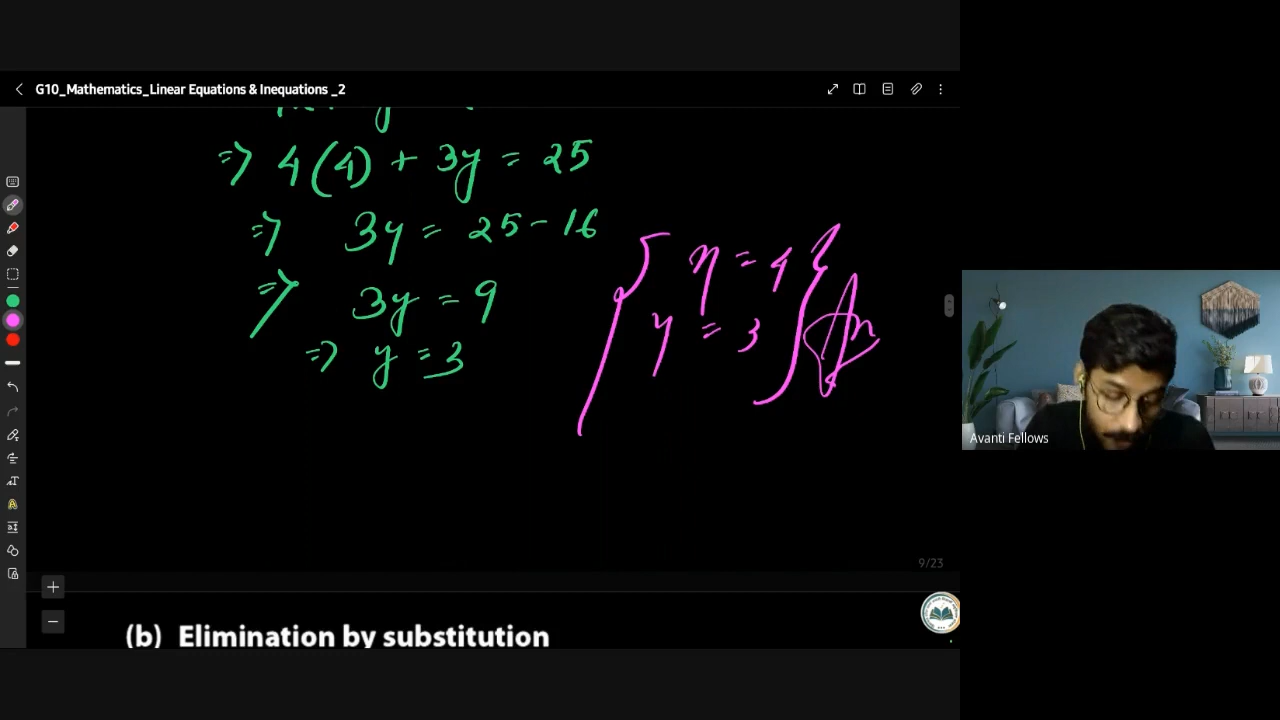 G10_Mathematics_Linear Equations & Inequations _2
=> 4(4) + 3y = 25
=> 3y = 25 - 16
=> 3y = 9
=> y = 3
x = 4
y = 3
Avanti Fellows
9/23
(b) Elimination by substitution